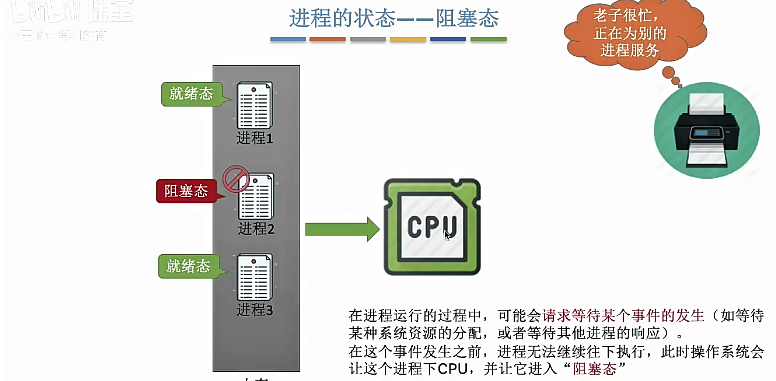 进程的状态——阻塞态
老子很忙，
正在为别的
进程服务
就绪态
进程1
阻塞态
进程2
CPU
就绪态
进程3
在进程运行的过程中，可能会请求等待某个事件的发生（如等待
某种系统资源的分配，或者等待其他进程的响应）。
在这个事件发生之前，进程无法继续往下执行，此时操作系统会
让这个进程下CPU，并让它进入“阻塞态”